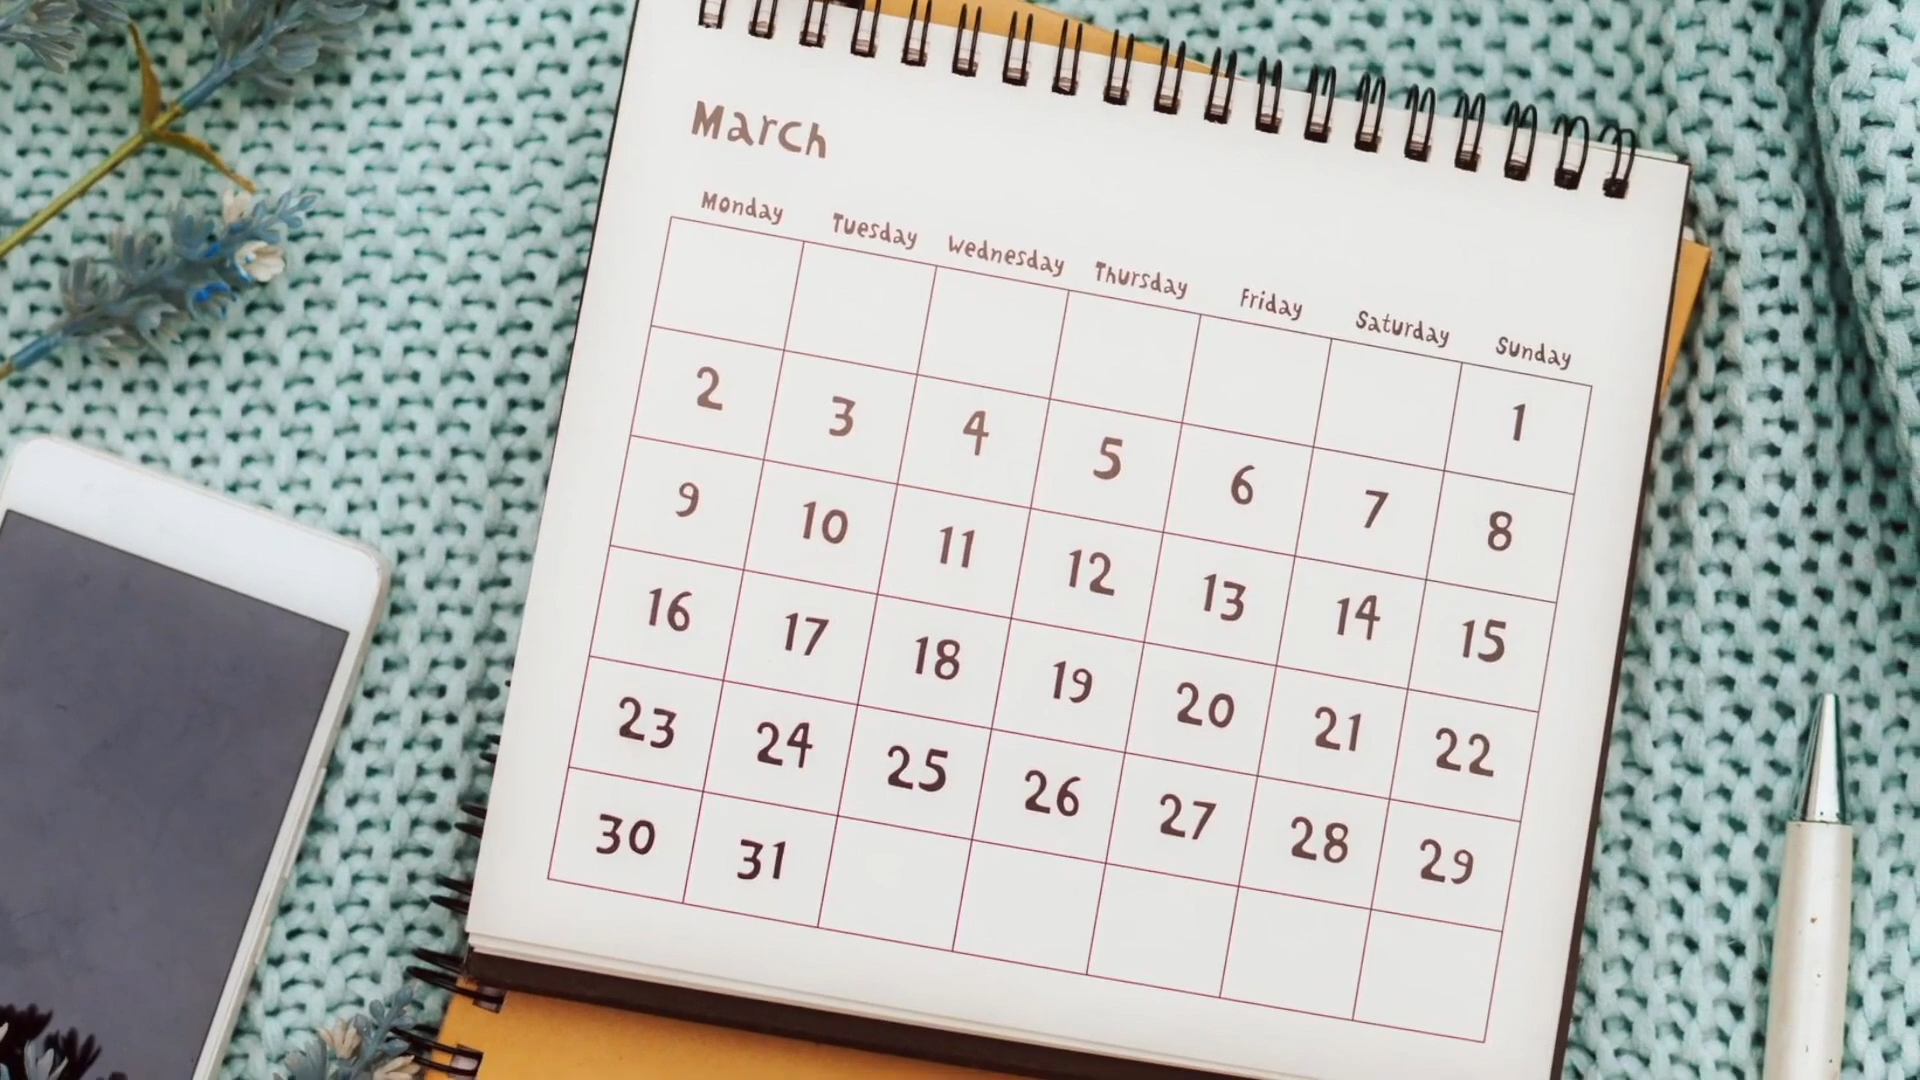 March
Monday Tuesday Wednesday Thursday Friday Saturday Sunday
1
2 3 4 5 6 7 8
9 10 11 12 13 14 15
16 17 18 19 20 21 22
23 24 25 26 27 28 29
30 31